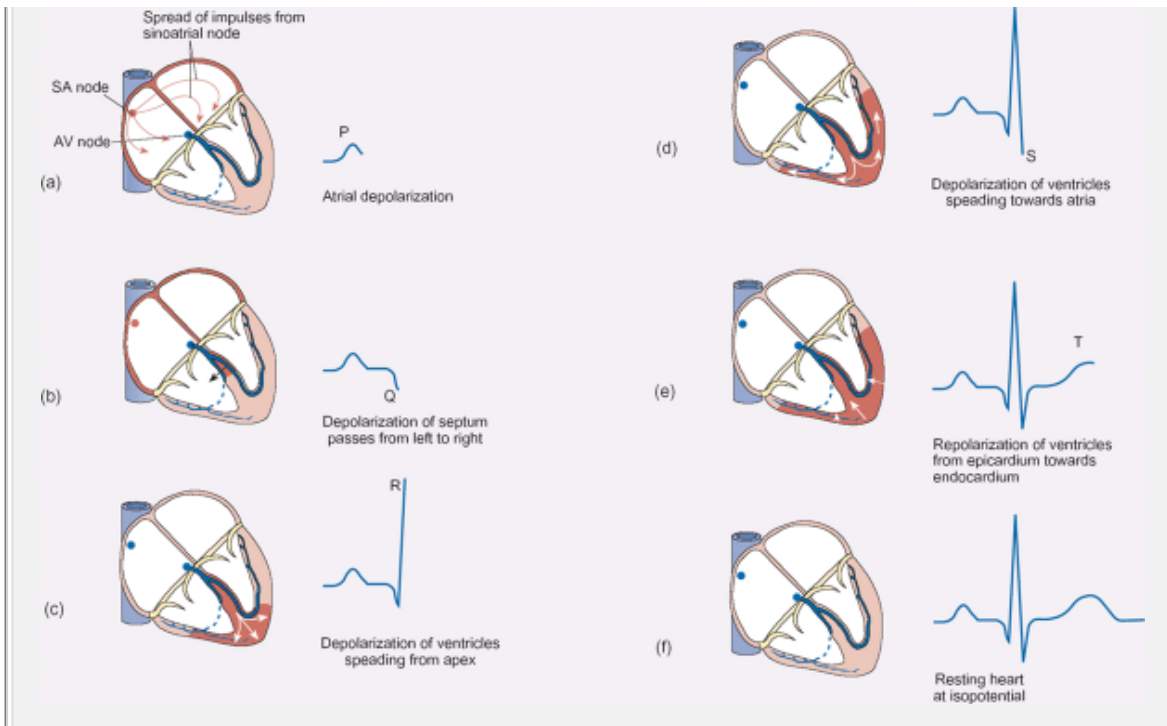 Spread of impulses from
sinoatrial node
SA node
AV node
P
(a)
Atrial depolarization
(b)
Q
Depolarization of septum
passes from left to right
R
(c)
Depolarization of ventricles
speading from apex
(d)
S
Depolarization of ventricles
speading towards atria
T
(e)
Repolarization of ventricles
from epicardium towards
endocardium
(f)
Resting heart
at isopotential